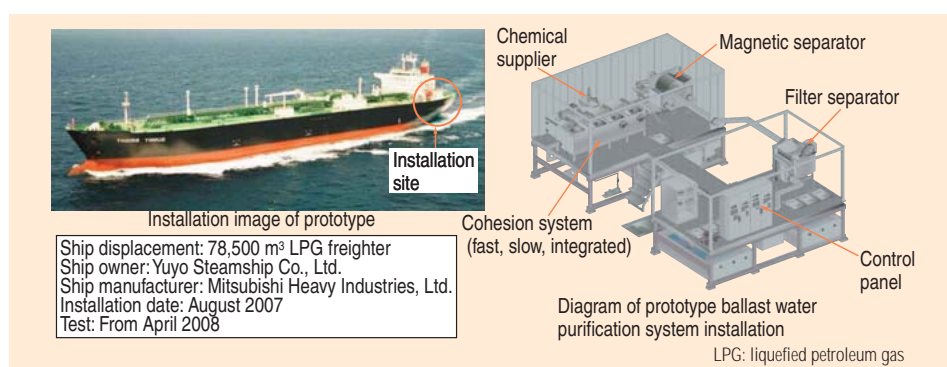 Chemical
supplier
Magnetic separator
Filter separator
Installation
site
Installation image of prototype
Cohesion system
(fast, slow, integrated)
Control
panel
Ship displacement: 78,500 m³ LPG freighter
Ship owner: Yuyo Steamship Co., Ltd.
Ship manufacturer: Mitsubishi Heavy Industries, Ltd.
Installation date: August 2007
Test: From April 2008
Diagram of prototype ballast water
purification system installation
LPG: liquefied petroleum gas